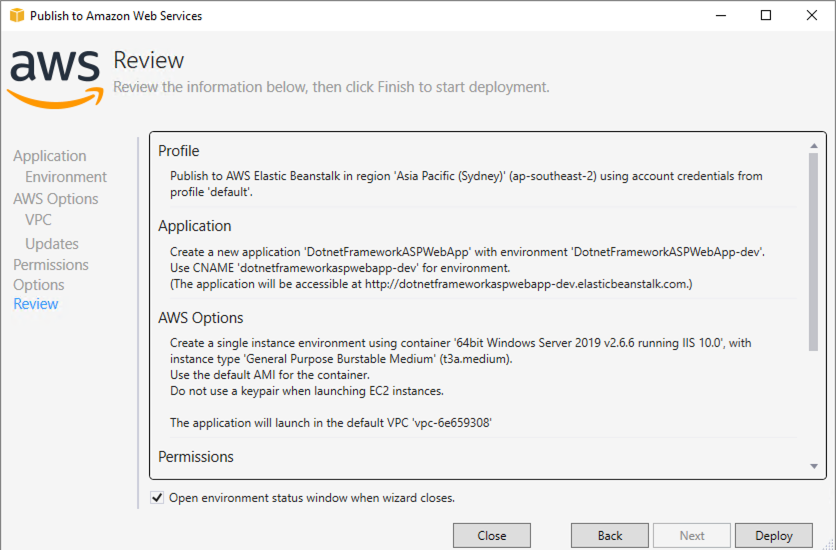 Publish to Amazon Web Services
aws
Review
Review the information below, then click Finish to start deployment.
Application
Environment
AWS Options
VPC
Updates
Permissions
Options
Review
Profile
Publish to AWS Elastic Beanstalk in region 'Asia Pacific (Sydney)' (ap-southeast-2) using account credentials from
profile 'default'.
Application
Create a new application 'DotnetFrameworkASPWebApp' with environment 'DotnetFrameworkASPWebApp-dev'.
Use CNAME 'dotnetframeworkaspwebapp-dev' for environment.
(The application will be accessible at http://dotnetframeworkaspwebapp-dev.elasticbeanstalk.com.)
AWS Options
Create a single instance environment using container '64bit Windows Server 2019 v2.6.6 running IIS 10.0', with
instance type 'General Purpose Burstable Medium' (t3a.medium).
Use the default AMI for the container.
Do not use a keypair when launching EC2 instances.
The application will launch in the default VPC 'vpc-6e659308'
Permissions
Open environment status window when wizard closes.
Close
Back
Next
Deploy